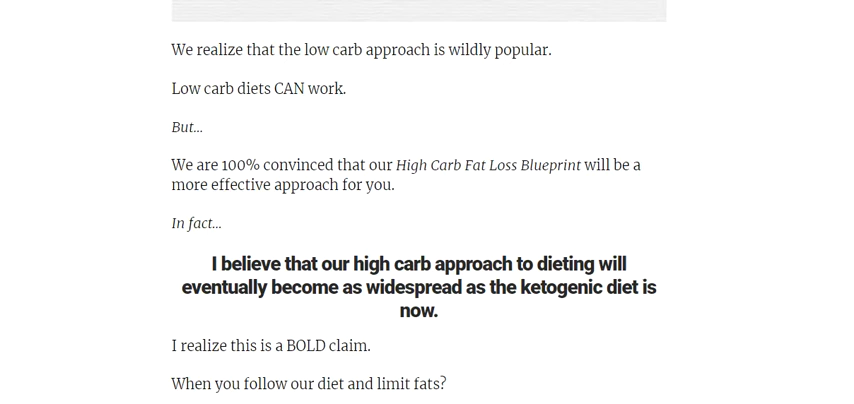 We realize that the low carb approach is wildly popular.
Low carb diets CAN work.
But...
We are 100% convinced that our High Carb Fat Loss Blueprint will be a
more effective approach for you.
In fact...
I believe that our high carb approach to dieting will
eventually become as widespread as the ketogenic diet is
now.
I realize this is a BOLD claim.
When you follow our diet and limit fats?